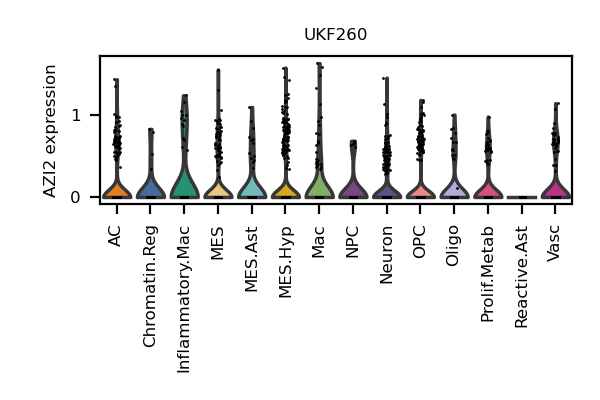 UKF260
AZI2 expression
1
0
AC
Chromatin.Reg
Inflammatory.Mac
MES
MES.Ast
MES.Hyp
Mac
NPC
Neuron
OPC
Oligo
Prolif.Metab
Reactive.Ast
Vasc